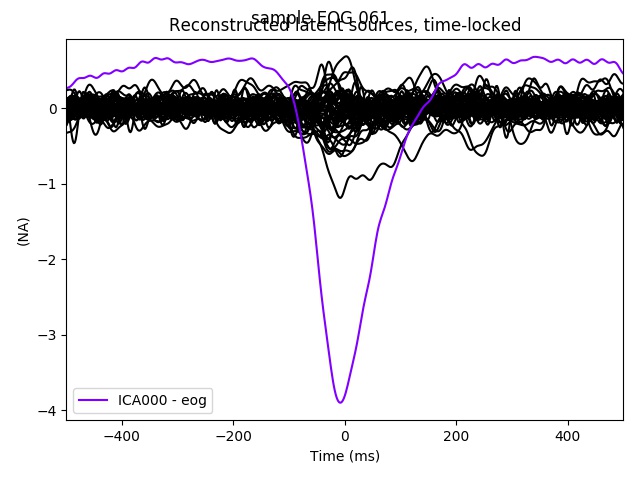 sample EOG 061
Reconstructed latent sources, time-locked
(NA)
0
−1
−2
−3
−4
ICA000 - eog
−400
−200
0
200
400
Time (ms)